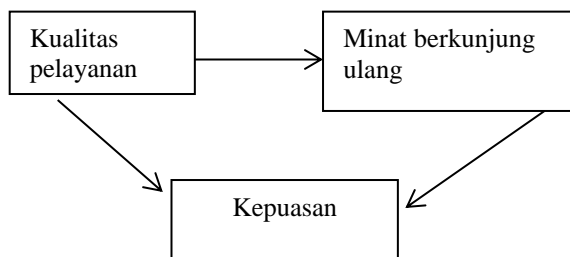 Kualitas
pelayanan
Minat berkunjung
ulang
Kepuasan